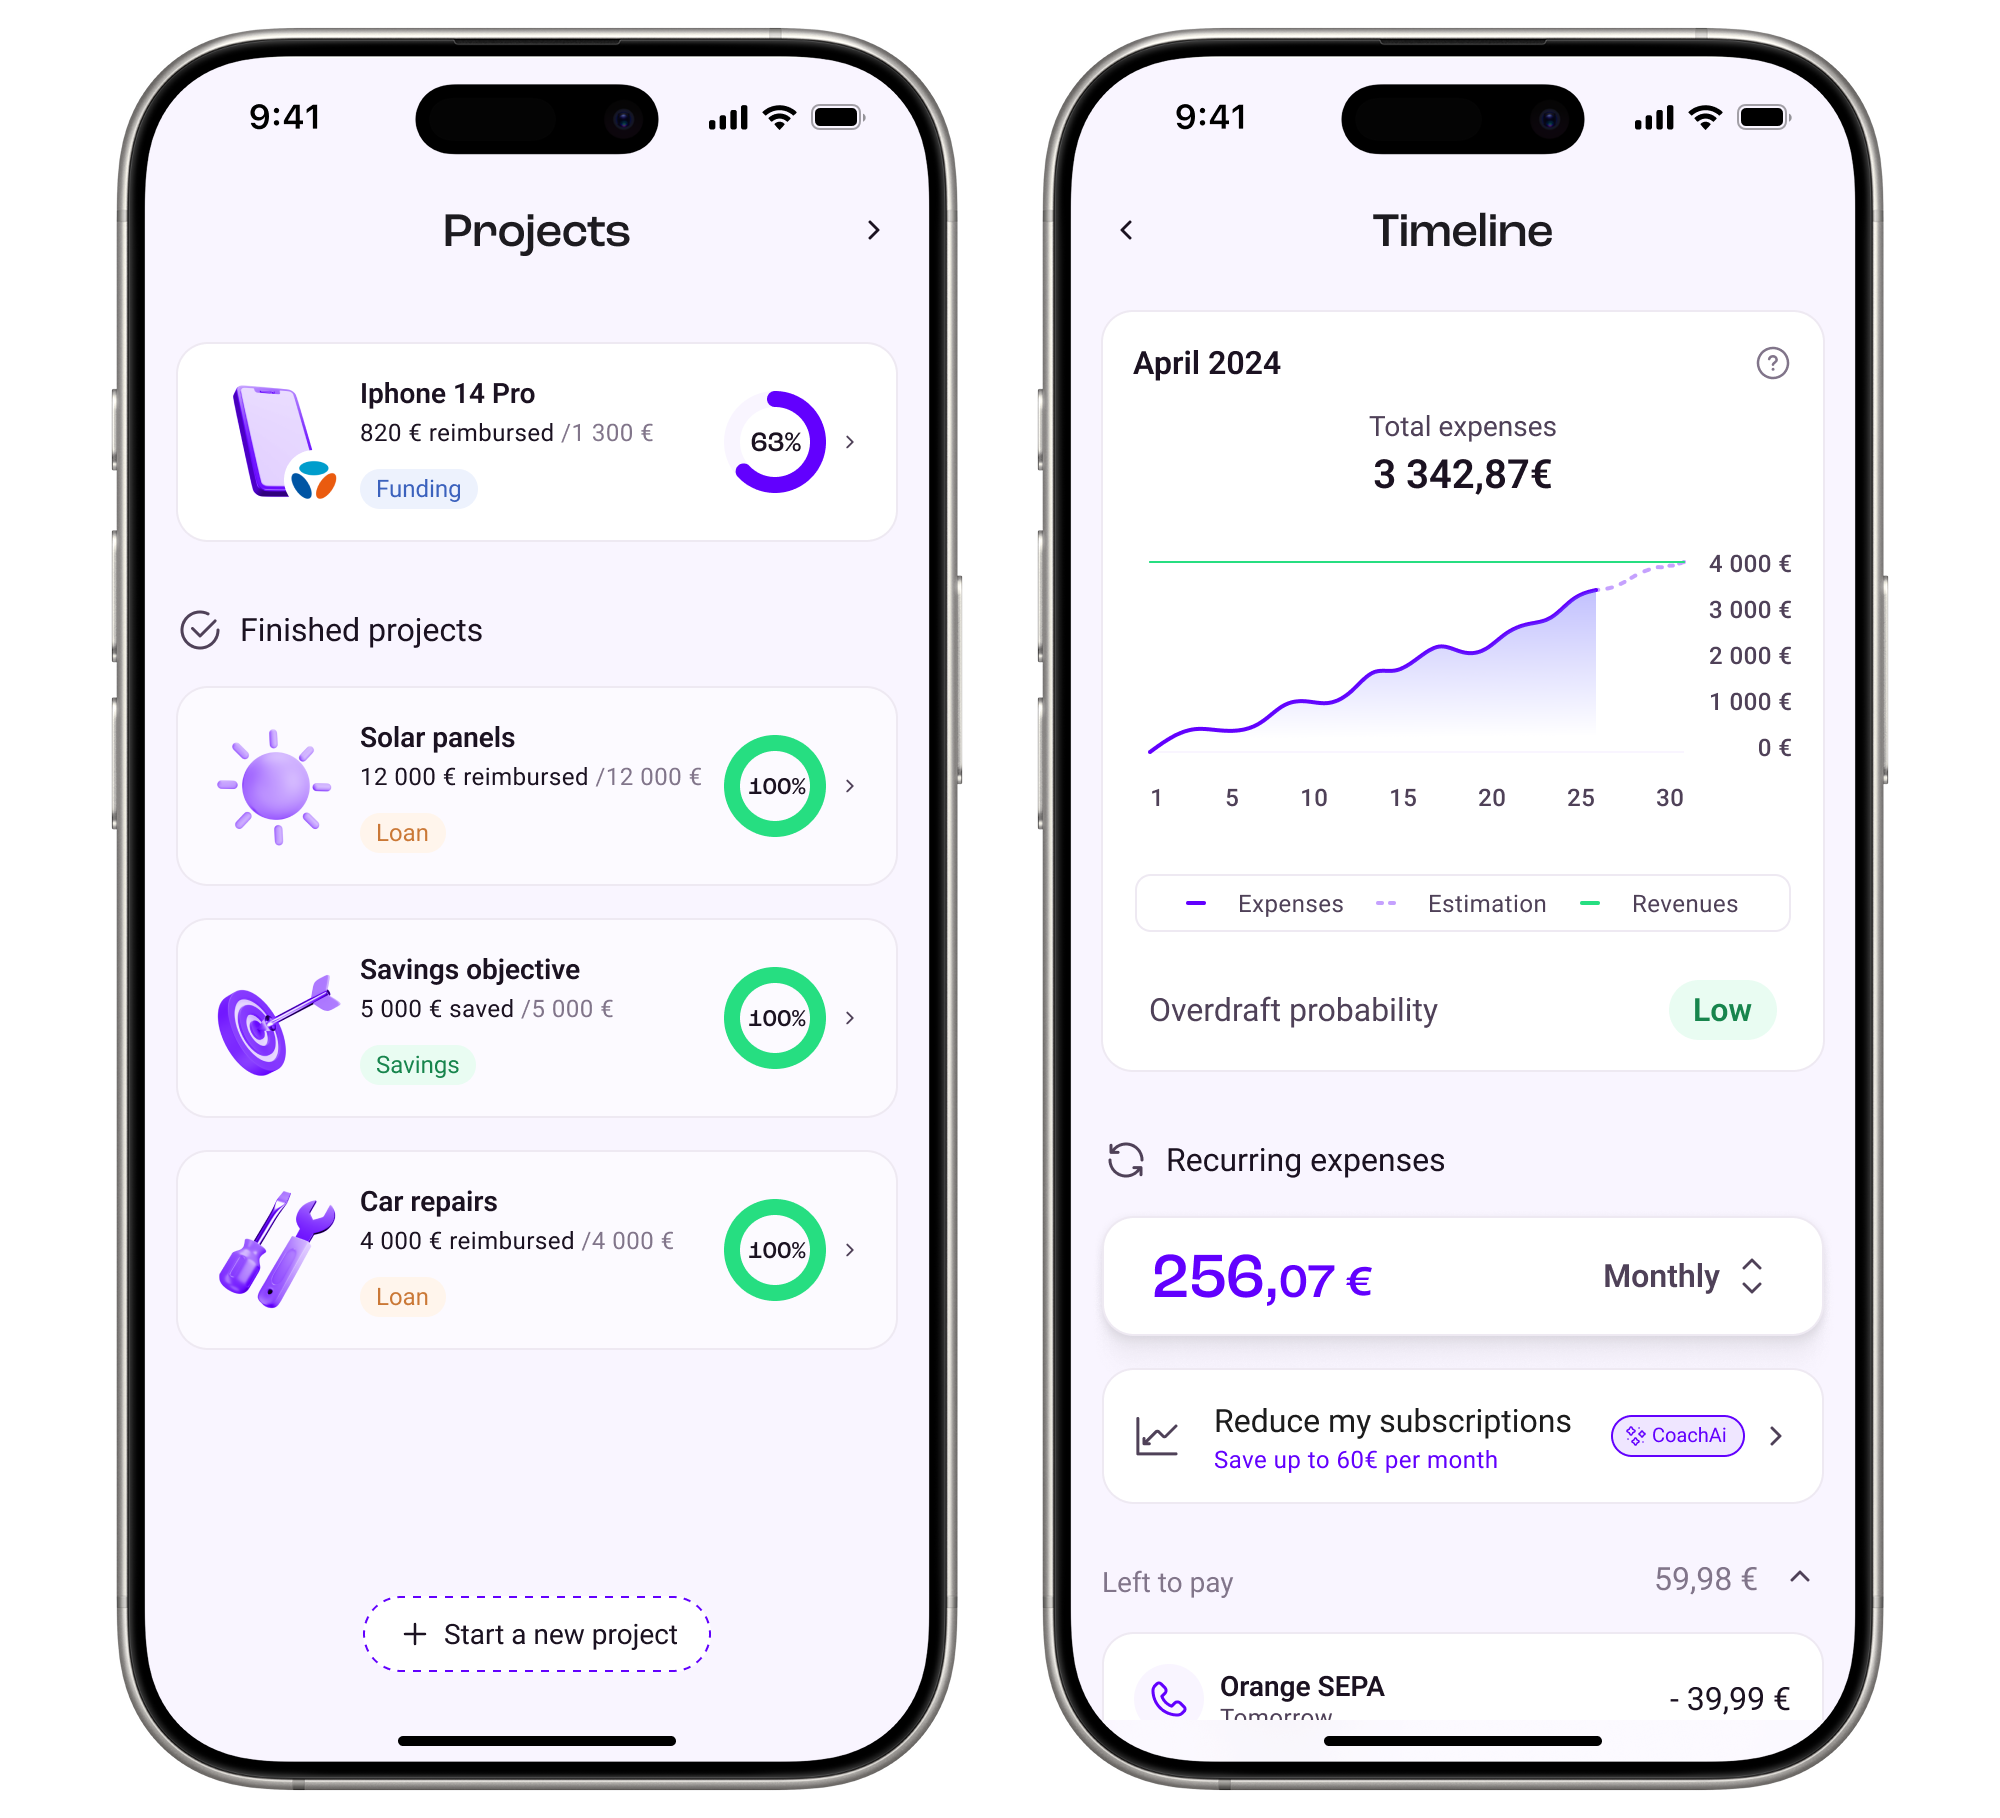 9:41
Projects
Iphone 14 Pro
820 € reimbursed /1 300 €
Funding
63%
Finished projects
Solar panels
12 000 € reimbursed /12 000 €
Loan
100%
Savings objective
5 000 € saved /5 000 €
Savings
100%
Car repairs
4 000 € reimbursed /4 000 €
Loan
100%
+ Start a new project
9:41
Timeline
April 2024
?
Total expenses
3 342,87€
4 000 €
3 000 €
2 000 €
1 000 €
0 €
1 5 10 15 20 25 30
Expenses Estimation Revenues
Overdraft probability Low
Recurring expenses
256,07 € Monthly
Reduce my subscriptions
Save up to 60€ per month
CoachAi
Left to pay 59,98 €
Orange SEPA
Tomorrow
- 39,99 €